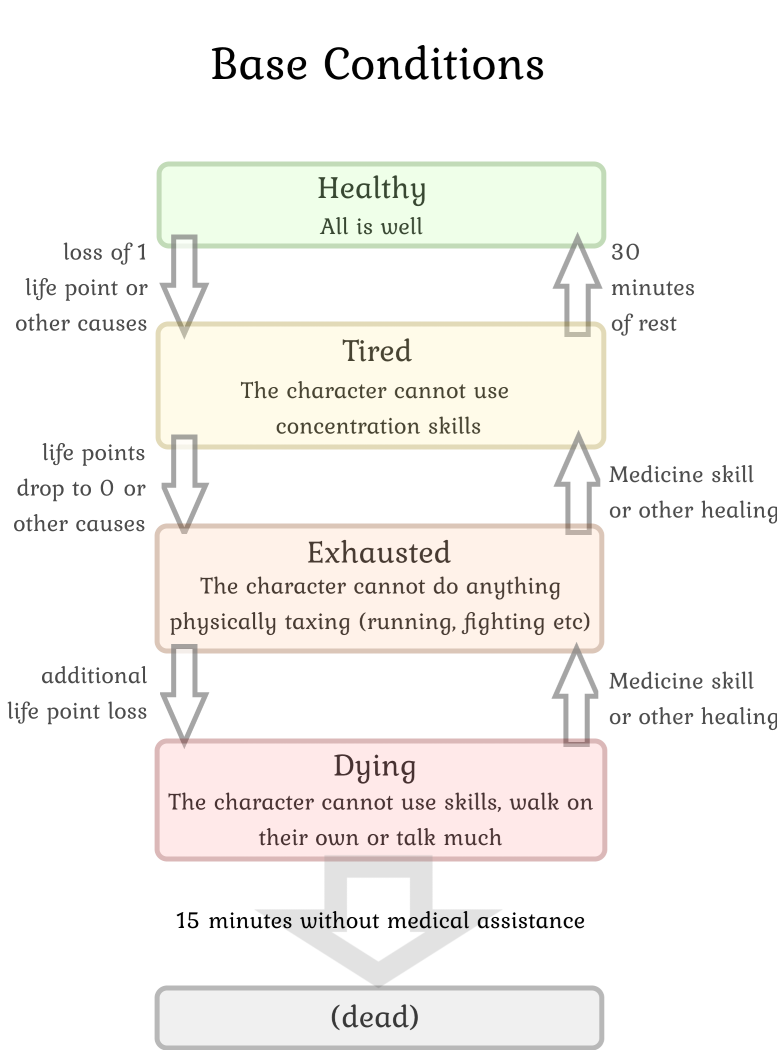 Base Conditions
Healthy
All is well
loss of 1
life point or
other causes
30
minutes
of rest
Tired
The character cannot use
concentration skills
life points
drop to 0 or
other causes
Medicine skill
or other healing
Exhausted
The character cannot do anything
physically taxing (running, fighting etc)
additional
life point loss
Medicine skill
or other healing
Dying
The character cannot use skills, walk on
their own or talk much
15 minutes without medical assistance
(dead)